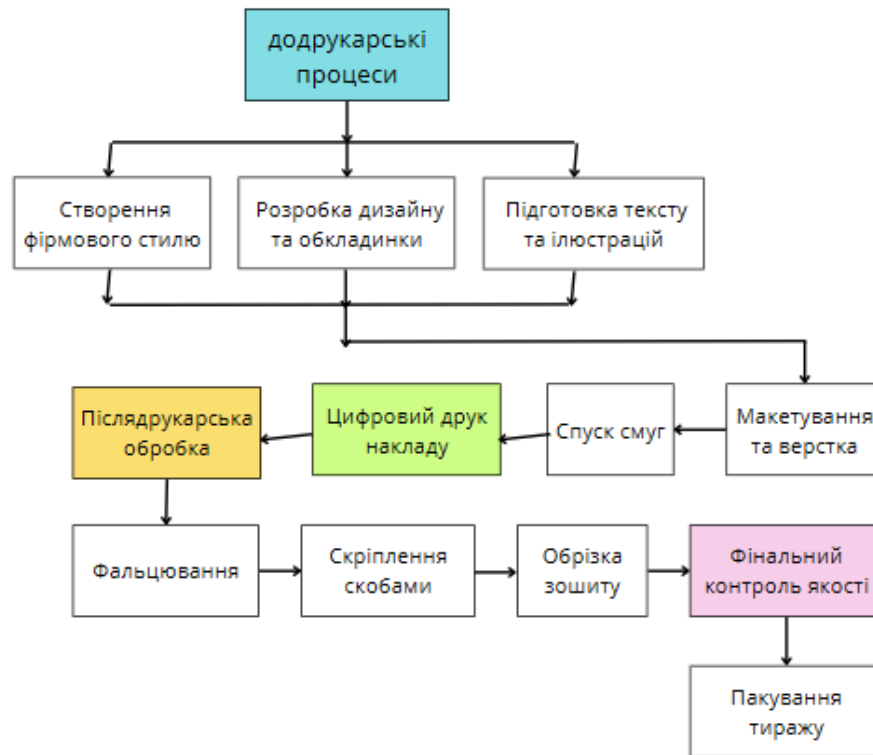 додрукарські
процеси
Створення
фірмового стилю
Розробка дизайну
та обкладинки
Підготовка тексту
та ілюстрацій
Післядрукарська
обробка
Цифровий друк
накладу
Спуск смуг
Макетування
та верстка
Фальцювання
Скріплення
скобами
Обрізка
зошиту
Фінальний
контроль якості
Пакування
тиражу